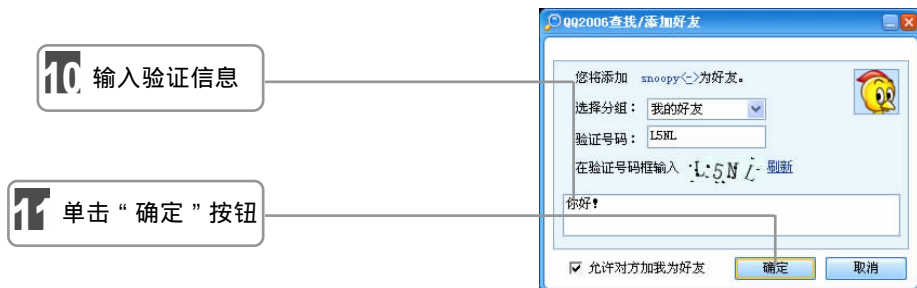 10 输入验证信息
11 单击“确定”按钮
QQ2006查找/添加好友
您将添加 snoopy<-->为好友。
选择分组： 我的好友
验证号码： L5NL
在验证号码框输入 L5NL 刷新
你好！
允许对方加我为好友 确定 取消